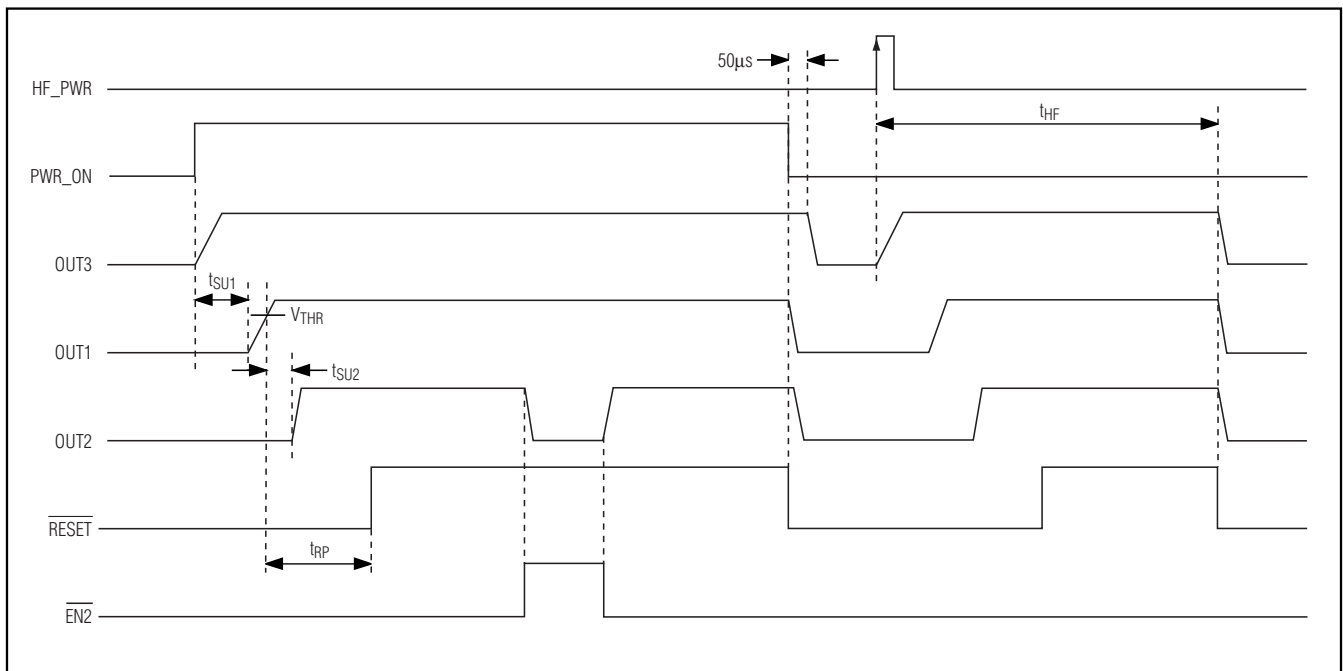 50µs
HF_PWR
tHF
PWR_ON
OUT3
tSU1
VTHR
OUT1
tSU2
OUT2
RESET
tRP
EN2